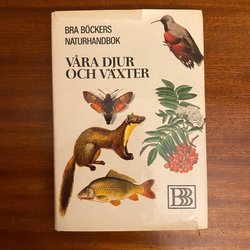 BRA BÖCKERS
NATURHANDBOK
VÅRA DJUR
OCH VÄXTER
BB